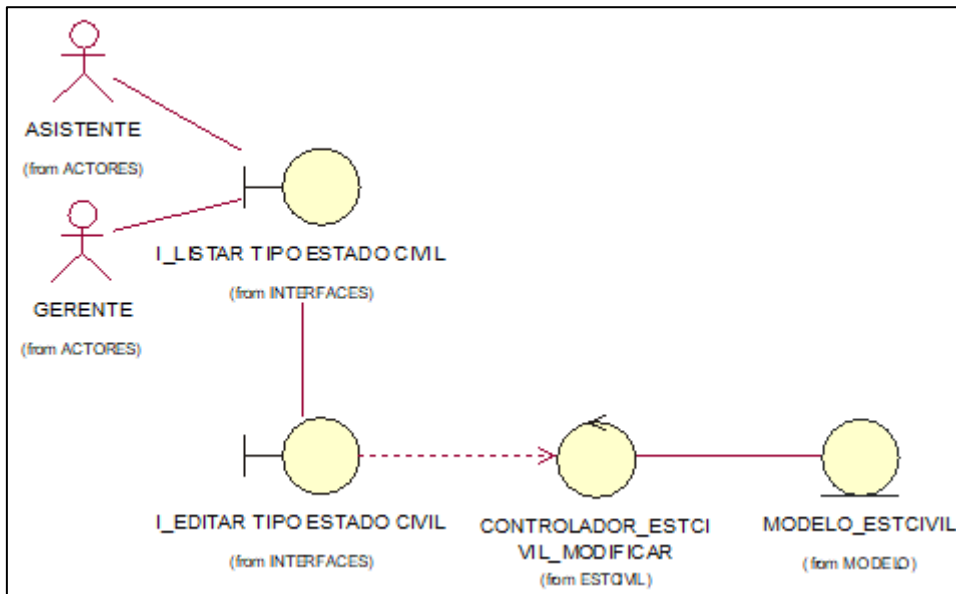 ASISTENTE
(from ACTORES)
GERENTE
(from ACTORES)
I_LISTAR TIPO ESTADO CIVIL
(from INTERFACES)
I_EDITAR TIPO ESTADO CIVIL
(from INTERFACES)
CONTROLADOR_ESTCI
VIL_MODIFICAR
(from ESTCIVIL)
MODELO_ESTCIVIL
(from MODELO)